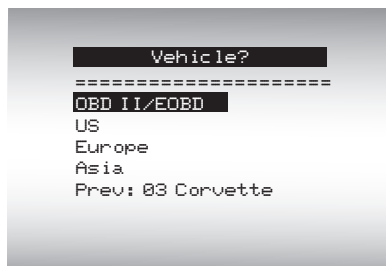 Vehicle?
=====================
OBD II/EOBD
US
Europe
Asia
Prev: 03 Corvette